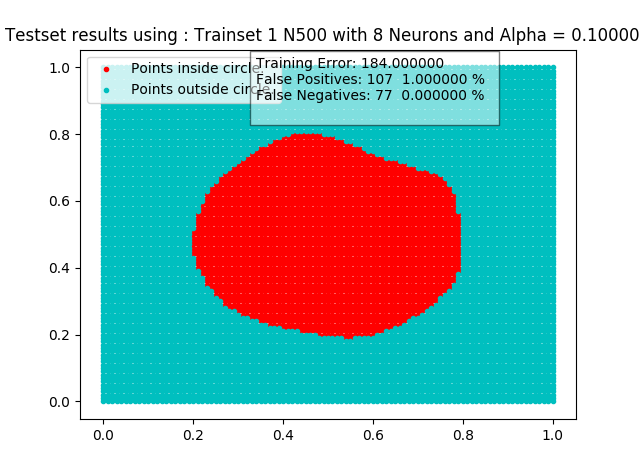 Testset results using : Trainset 1 N500 with 8 Neurons and Alpha = 0.10000
Points inside circle
Points outside circle
Training Error: 184.000000
False Positives: 107  1.000000 %
False Negatives: 77  0.000000 %
1.0
0.8
0.6
0.4
0.2
0.0
0.0 0.2 0.4 0.6 0.8 1.0